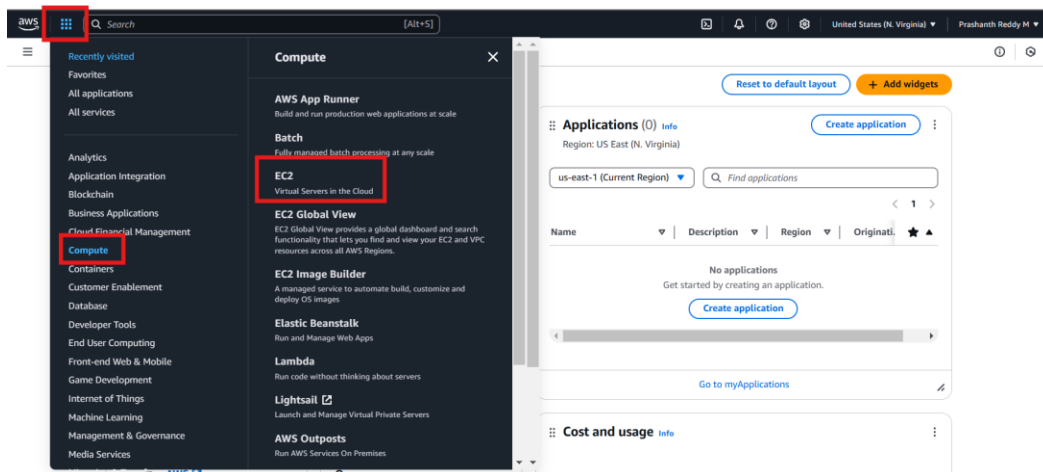 aws
Search
[Alt+S]
United States (N. Virginia) ▼
Prashanth Reddy M ▼
Recently visited
Favorites
All applications
All services
Analytics
Application Integration
Blockchain
Business Applications
Cloud Financial Management
Compute
Containers
Customer Enablement
Database
Developer Tools
End User Computing
Front-end Web & Mobile
Game Development
Internet of Things
Machine Learning
Management & Governance
Media Services
Compute
AWS App Runner
Build and run production web applications at scale
Batch
Fully managed batch processing at any scale
EC2
Virtual Servers in the Cloud
EC2 Global View
EC2 Global View provides a global dashboard and search
functionality that lets you find and view your EC2 and VPC
resources across all AWS Regions.
EC2 Image Builder
A managed service to automate build, customize and
deploy OS images
Elastic Beanstalk
Run and Manage Web Apps
Lambda
Run code without thinking about servers
Lightsail
Launch and Manage Virtual Private Servers
AWS Outposts
Run AWS Services On Premises
Reset to default layout
+ Add widgets
Applications (0) Info
Region: US East (N. Virginia)
Create application
us-east-1 (Current Region) ▼
Find applications
< 1 >
Name
Description
Region
Originati.
No applications
Get started by creating an application.
Create application
Go to myApplications
Cost and usage Info